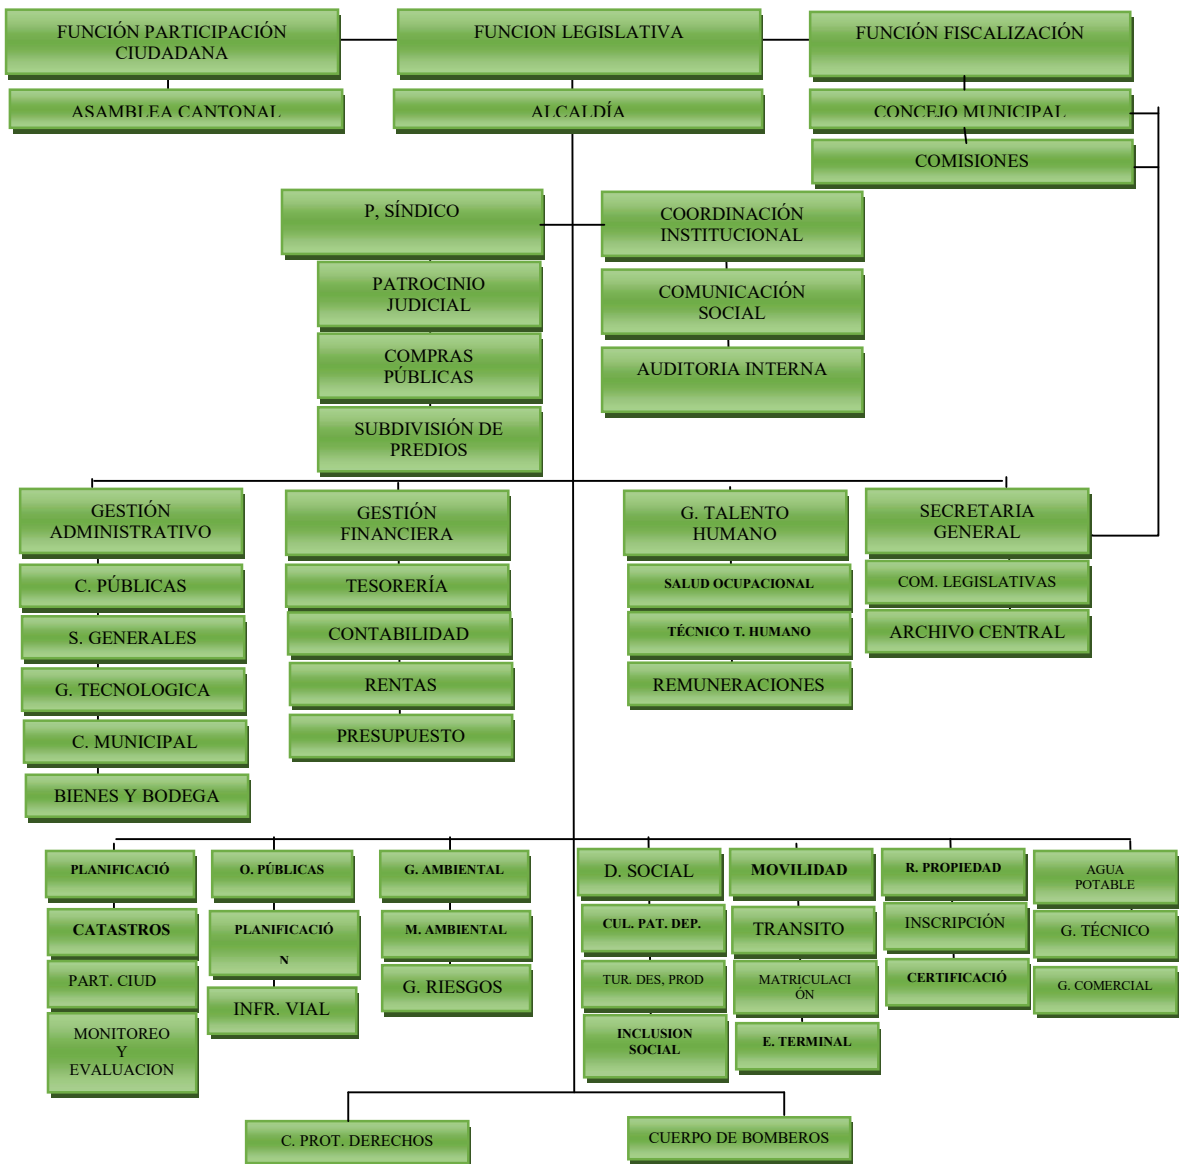 FUNCIÓN PARTICIPACIÓN
CIUDADANA
FUNCION LEGISLATIVA
FUNCIÓN FISCALIZACIÓN
ASAMBLEA CANTONAL
ALCALDÍA
CONCEJO MUNICIPAL
COMISIONES
P, SÍNDICO
COORDINACIÓN
INSTITUCIONAL
PATROCINIO
JUDICIAL
COMUNICACIÓN
SOCIAL
COMPRAS
PÚBLICAS
AUDITORIA INTERNA
SUBDIVISIÓN DE
PREDIOS
GESTIÓN
ADMINISTRATIVO
C. PÚBLICAS
S. GENERALES
G. TECNOLOGICA
C. MUNICIPAL
BIENES Y BODEGA
GESTIÓN
FINANCIERA
TESORERÍA
CONTABILIDAD
RENTAS
PRESUPUESTO
G. TALENTO
HUMANO
SALUD OCUPACIONAL
TÉCNICO T. HUMANO
REMUNERACIONES
SECRETARIA
GENERAL
COM. LEGISLATIVAS
ARCHIVO CENTRAL
PLANIFICACIÓ
CATASTROS
PART. CIUD
MONITOREO
Y
EVALUACION
O. PÚBLICAS
PLANIFICACIÓ
N
INFR. VIAL
G. AMBIENTAL
M. AMBIENTAL
G. RIESGOS
D. SOCIAL
CUL. PAT. DEP.
TUR. DES, PROD
INCLUSION
SOCIAL
MOVILIDAD
TRANSITO
MATRICULACI
ÓN
E. TERMINAL
R. PROPIEDAD
INSCRIPCIÓN
CERTIFICACIÓ
AGUA
POTABLE
G. TÉCNICO
G. COMERCIAL
C. PROT. DERECHOS
CUERPO DE BOMBEROS